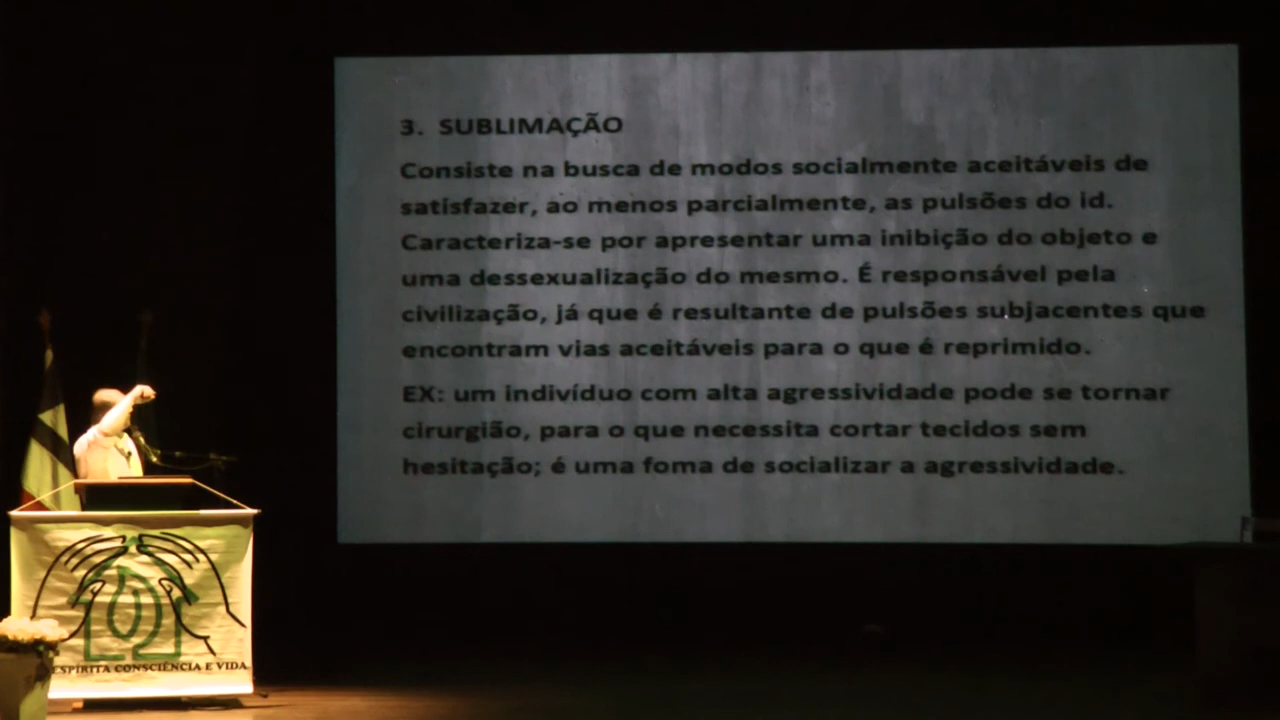 3. SUBLIMAÇÃO
Consiste na busca de modos socialmente aceitáveis de
satisfazer, ao menos parcialmente, as pulsões do id.
Caracteriza-se por apresentar uma inibição do objeto e
uma dessexualização do mesmo. É responsável pela
civilização, já que é resultante de pulsões subjacentes que
encontram vias aceitáveis para o que é reprimido.
EX: um indivíduo com alta agressividade pode se tornar
cirurgião, para o que necessita cortar tecidos sem
hesitação; é uma foma de socializar a agressividade.
ESPÍRITA CONSCIÊNCIA E VIDA